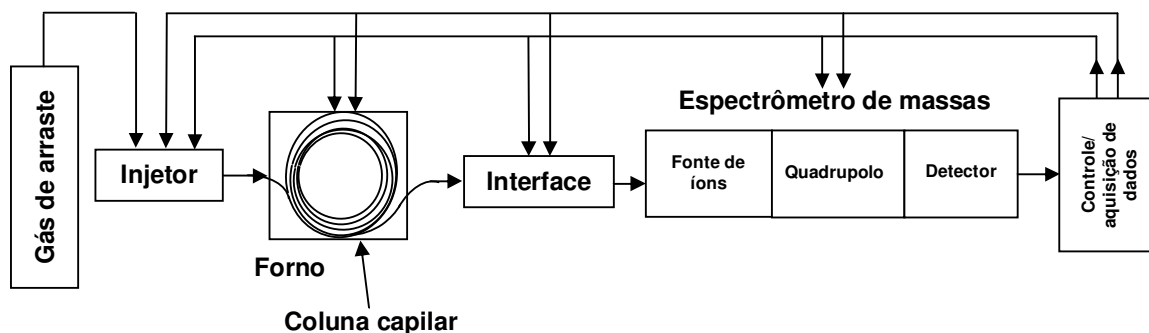 Gás de arraste
Injetor
Forno
Coluna capilar
Interface
Espectrômetro de massas
Fonte de
íons
Quadrupolo
Detector
Controle/
aquisição de
dados